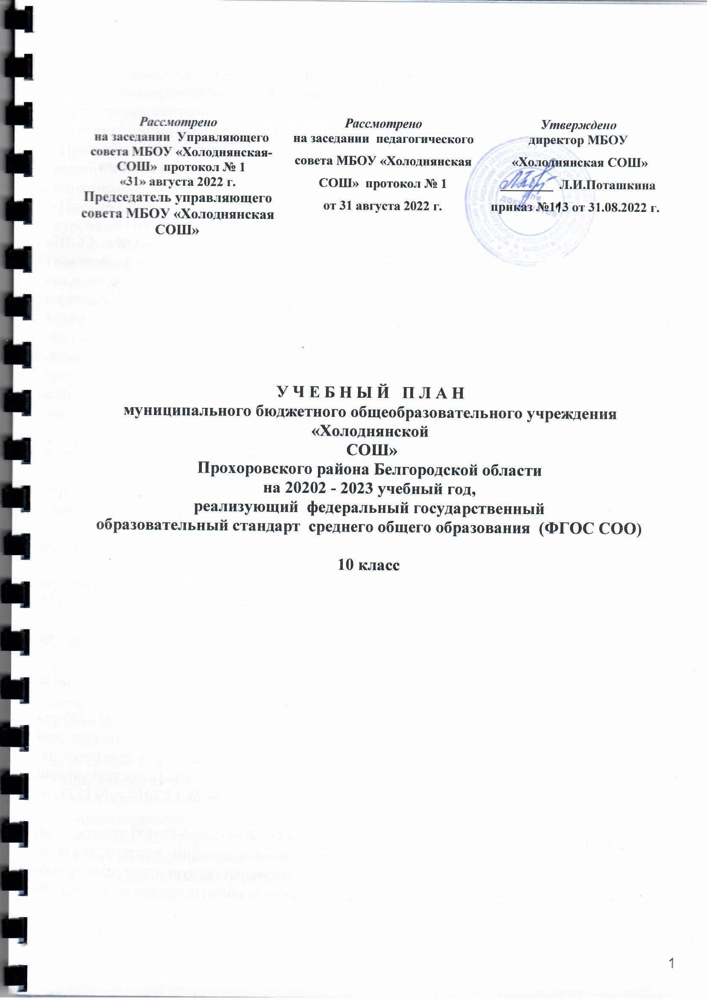 Рассмотрено
на заседании Управляющего
совета МБОУ «Холоднянская-
СОШ» протокол № 1
«31» августа 2022 г.
Председатель управляющего
совета МБОУ «Холоднянская
СОШ»
Рассмотрено
на заседании педагогического
совета МБОУ «Холоднянская
СОШ» протокол № 1
от 31 августа 2022 г.
Утверждено
директор МБОУ
«Холоднянская СОШ»
Л.И.Поташкина
приказ №113 от 31.08.2022 г.
для
документов
У Ч Е Б Н Ы Й П Л А Н
муниципального бюджетного общеобразовательного учреждения
«Холоднянской
СОШ»
Прохоровского района Белгородской области
на 20202 - 2023 учебный год,
реализующий федеральный государственный
образовательный стандарт среднего общего образования (ФГОС СОО)
10 класс
1